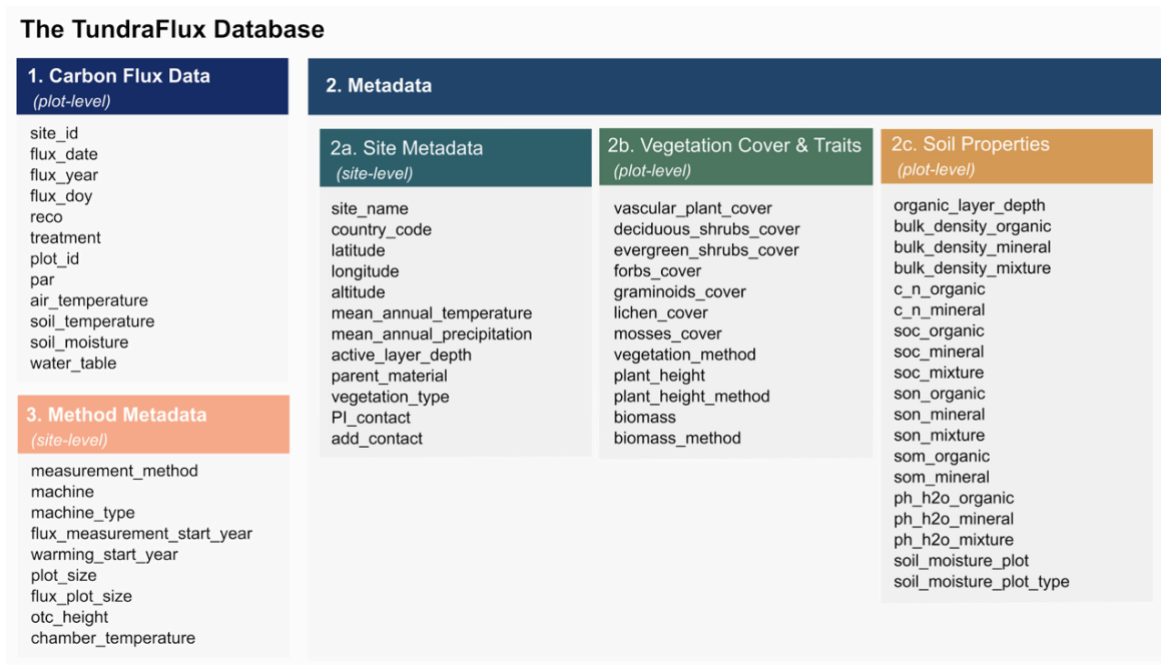 The TundraFlux Database
1. Carbon Flux Data
(plot-level)
site_id
flux_date
flux_year
flux_doy
reco
treatment
plot_id
par
air_temperature
soil_temperature
soil_moisture
water_table
3. Method Metadata
(site-level)
measurement_method
machine
machine_type
flux_measurement_start_year
warming_start_year
plot_size
flux_plot_size
otc_height
chamber_temperature
2. Metadata
2a. Site Metadata
(site-level)
site_name
country_code
latitude
longitude
altitude
mean_annual_temperature
mean_annual_precipitation
active_layer_depth
parent_material
vegetation_type
PI_contact
add_contact
2b. Vegetation Cover & Traits
(plot-level)
vascular_plant_cover
deciduous_shrubs_cover
evergreen_shrubs_cover
forbs_cover
graminoids_cover
lichen_cover
mosses_cover
vegetation_method
plant_height
plant_height_method
biomass
biomass_method
2c. Soil Properties
(plot-level)
organic_layer_depth
bulk_density_organic
bulk_density_mineral
bulk_density_mixture
c_n_organic
c_n_mineral
soc_organic
soc_mineral
soc_mixture
son_organic
son_mineral
son_mixture
som_organic
som_mineral
ph_h2o_organic
ph_h2o_mineral
ph_h2o_mixture
soil_moisture_plot
soil_moisture_plot_type